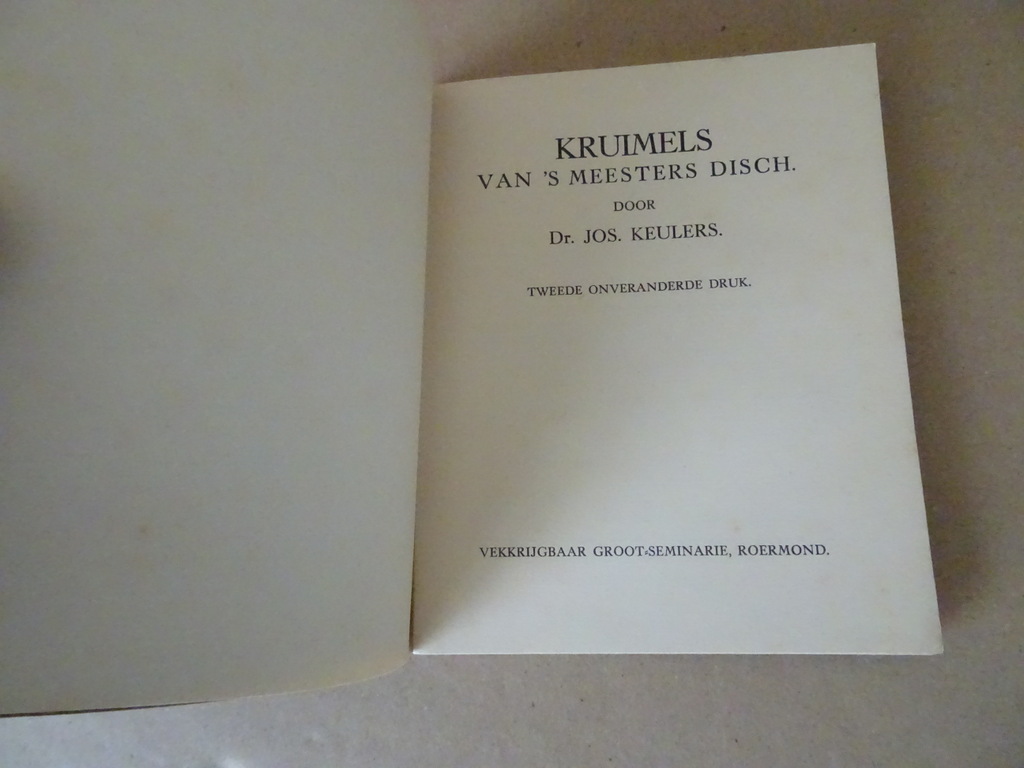 KRUIMELS
VAN 'S MEESTERS DISCH.
DOOR
Dr. JOS. KEULERS.
TWEEDE ONVERANDERDE DRUK.
VEKKRIJGBAAR GROOT-SEMINARIE, ROERMOND.